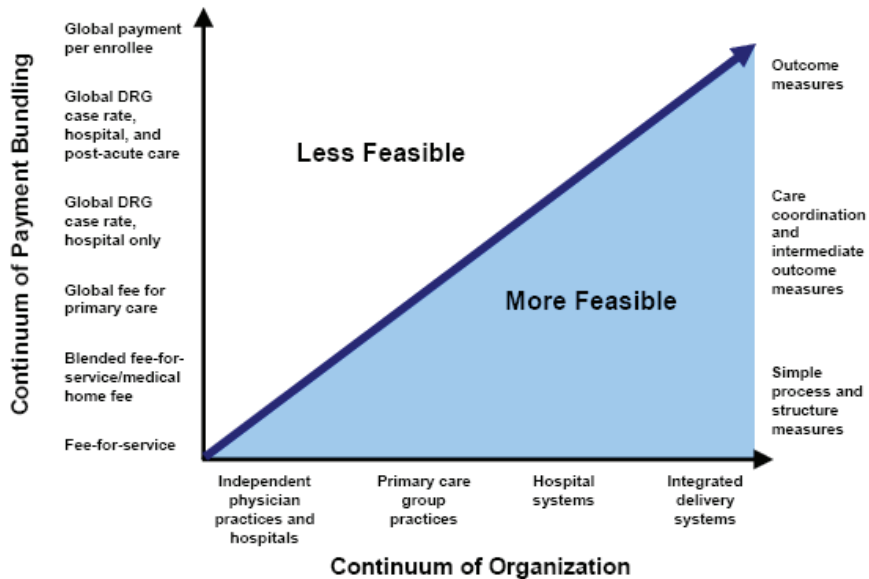 Continuum of Payment Bundling
Global payment
per enrollee
Global DRG
case rate,
hospital, and
post-acute care
Global DRG
case rate,
hospital only
Global fee for
primary care
Blended fee-for-
service/medical
home fee
Fee-for-service
Less Feasible
More Feasible
Outcome
measures
Care
coordination
and
intermediate
outcome
measures
Simple
process and
structure
measures
Independent
physician
practices and
hospitals
Primary care
group
practices
Hospital
systems
Integrated
delivery
systems
Continuum of Organization